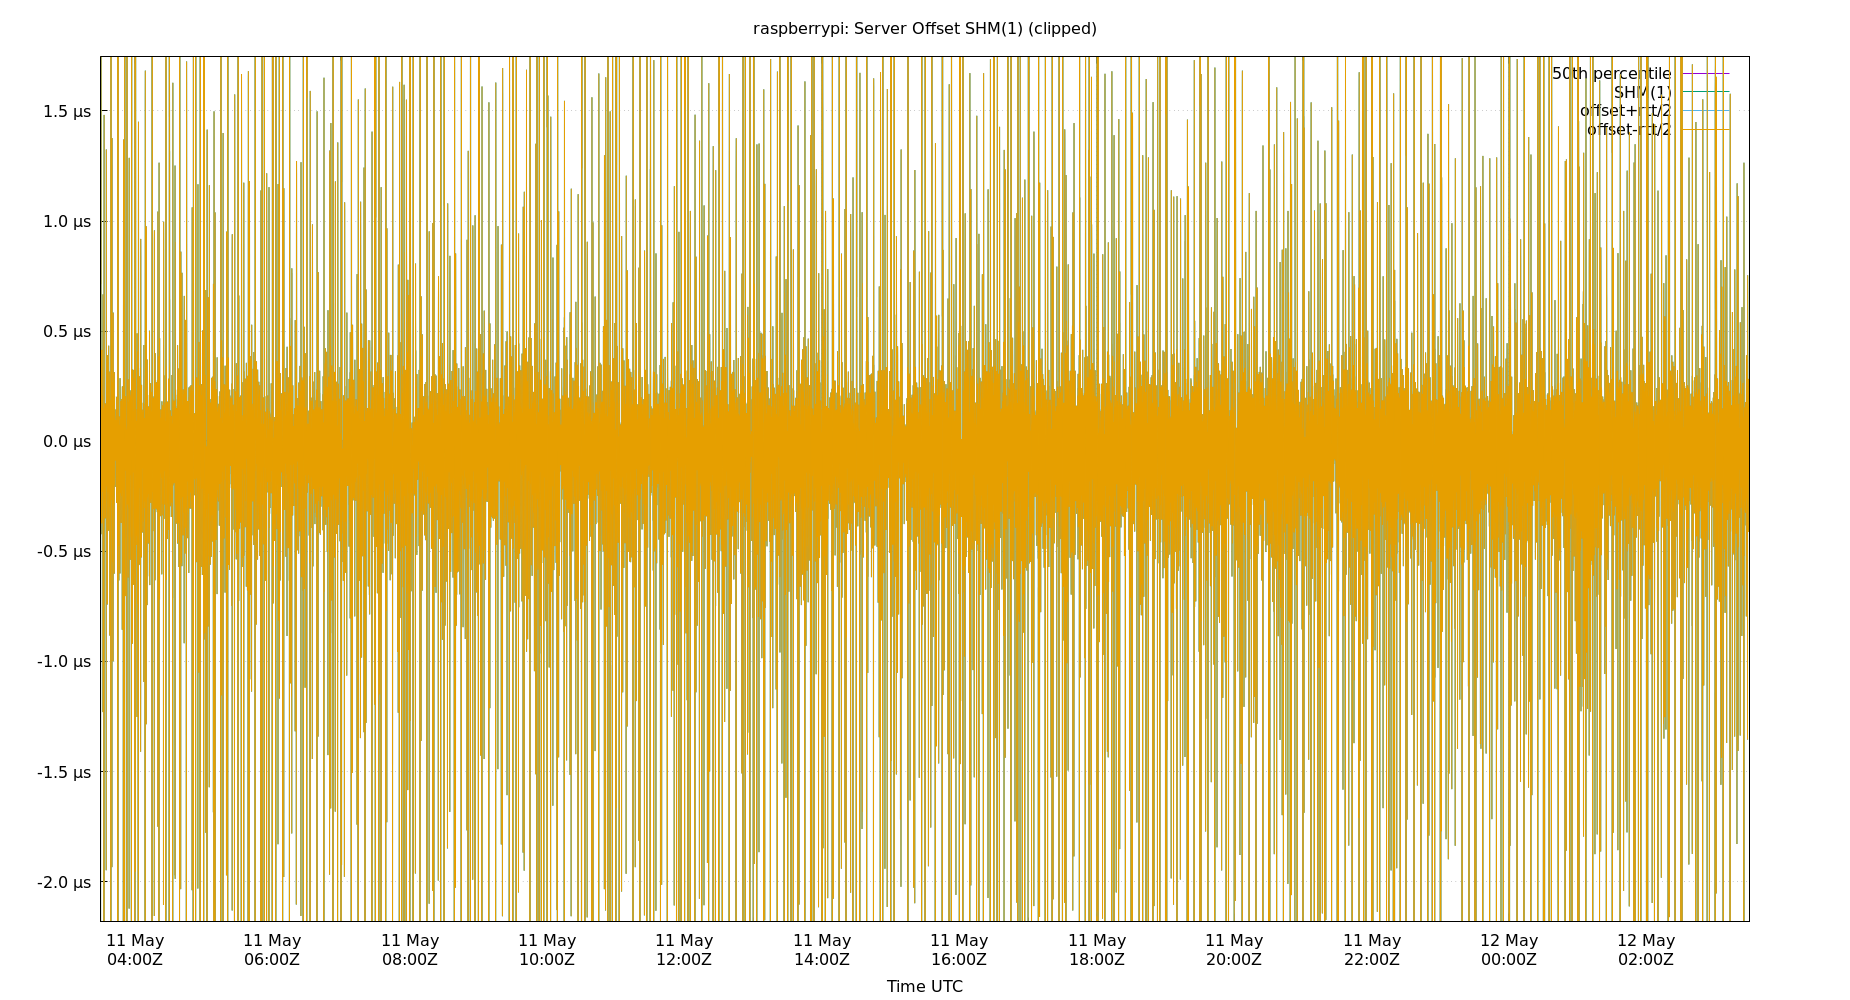 raspberrypi: Server Offset SHM(1) (clipped)
50th percentile
SHM(1)
offset+rtt/2
offset-rtt/2
1.5 µs
1.0 µs
0.5 µs
0.0 µs
-0.5 µs
-1.0 µs
-1.5 µs
-2.0 µs
11 May 11 May 11 May 11 May 11 May 11 May 11 May 11 May 11 May 11 May 12 May 12 May
04:00Z 06:00Z 08:00Z 10:00Z 12:00Z 14:00Z 16:00Z 18:00Z 20:00Z 22:00Z 00:00Z 02:00Z
Time UTC